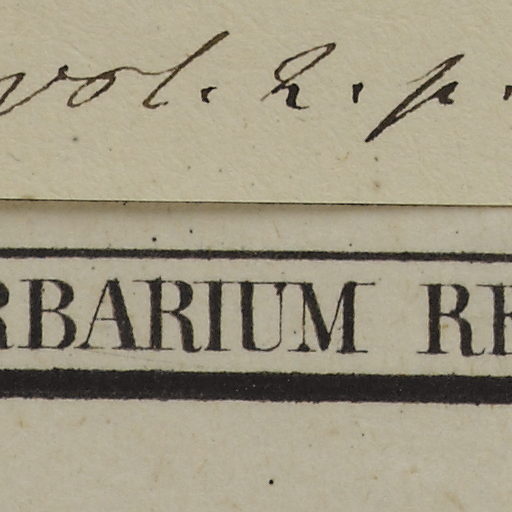 vol. 2. p.
RBARIUM RE